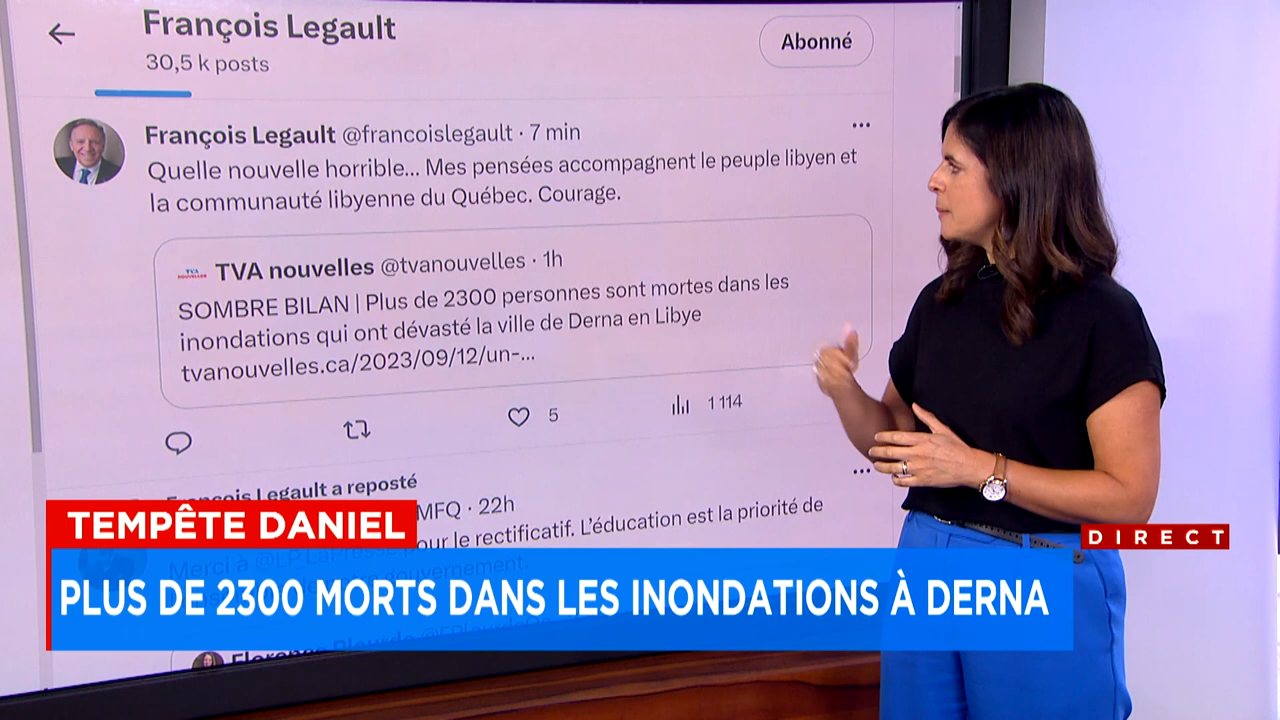 François Legault
30,5 k posts
Abonné
François Legault @francoislegault · 7 min
Quelle nouvelle horrible... Mes pensées accompagnent le peuple libyen et
la communauté libyenne du Québec. Courage.
TVA nouvelles @tvanouvelles · 1h
SOMBRE BILAN | Plus de 2300 personnes sont mortes dans les
inondations qui ont dévasté la ville de Derna en Libye
tvanouvelles.ca/2023/09/12/un-...
5
1 114
François Legault a reposté
MFQ · 22h
Merci à @LP_LaPresse pour le rectificatif. L'éducation est la priorité de
gouvernement.
TEMPÊTE DANIEL
DIRECT
PLUS DE 2300 MORTS DANS LES INONDATIONS À DERNA